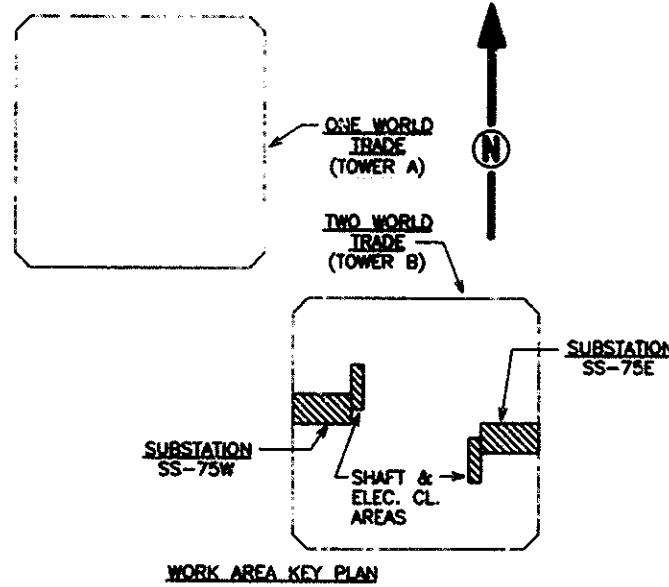 ONE WORLD
TRADE
(TOWER A)
N
TWO WORLD
TRADE
(TOWER B)
SUBSTATION
SS-75E
SUBSTATION
SS-75W
SHAFT &
ELEC. CL.
AREAS
WORK AREA KEY PLAN